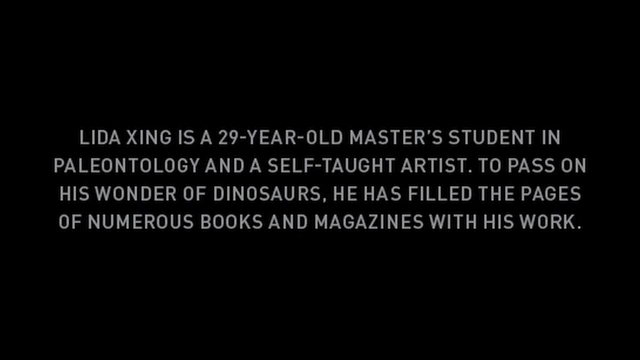 LIDA XING IS A 29-YEAR-OLD MASTER'S STUDENT IN
PALEONTOLOGY AND A SELF-TAUGHT ARTIST. TO PASS ON
HIS WONDER OF DINOSAURS, HE HAS FILLED THE PAGES
OF NUMEROUS BOOKS AND MAGAZINES WITH HIS WORK.